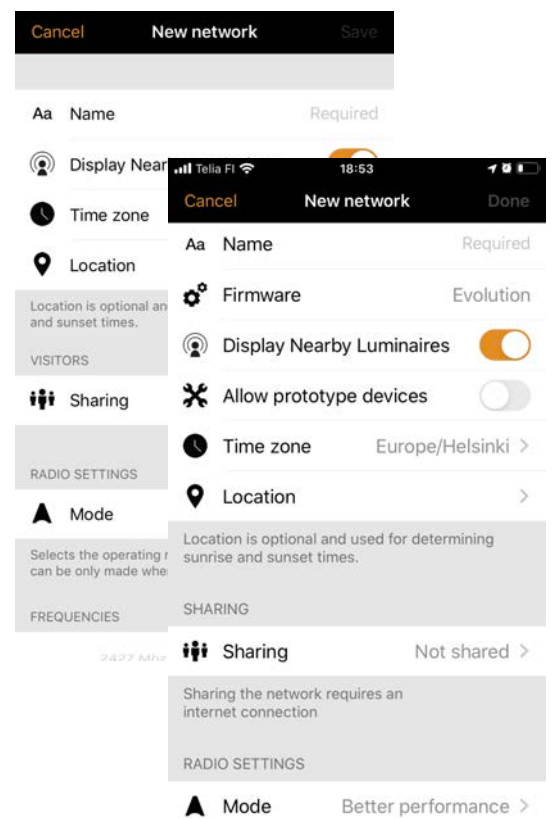 Cancel New network Save
Aa Name Required
Display Near
Time zone
Location
Location is optional an
and sunset times.
VISITORS
Sharing
RADIO SETTINGS
Mode
Selects the operating
can be only made whe
FREQUENCIES
2427 Mhz
Telia FI 18:53
Cancel New network Done
Aa Name Required
Firmware Evolution
Display Nearby Luminaires
Allow prototype devices
Time zone Europe/Helsinki >
Location >
Location is optional and used for determining
sunrise and sunset times.
SHARING
Sharing Not shared >
Sharing the network requires an
internet connection
RADIO SETTINGS
Mode Better performance >